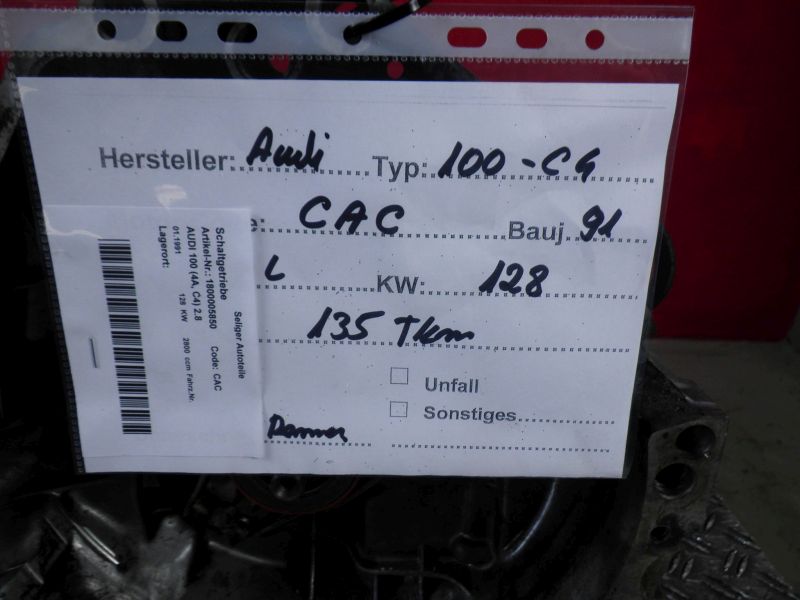 Hersteller: Audi Typ: 100 - C4
CAC Bauj 91
L KW: 128
135 Tkm
Unfall
Sonstiges
Seliger Autoteile
Schaltgetriebe
Artikel-Nr.: 1800005850 Code: CAC
AUDI 100 (4A, C4) 2.8
01.1991 128 KW 2800 ccm Fahrz.Nr.
Lagerort: